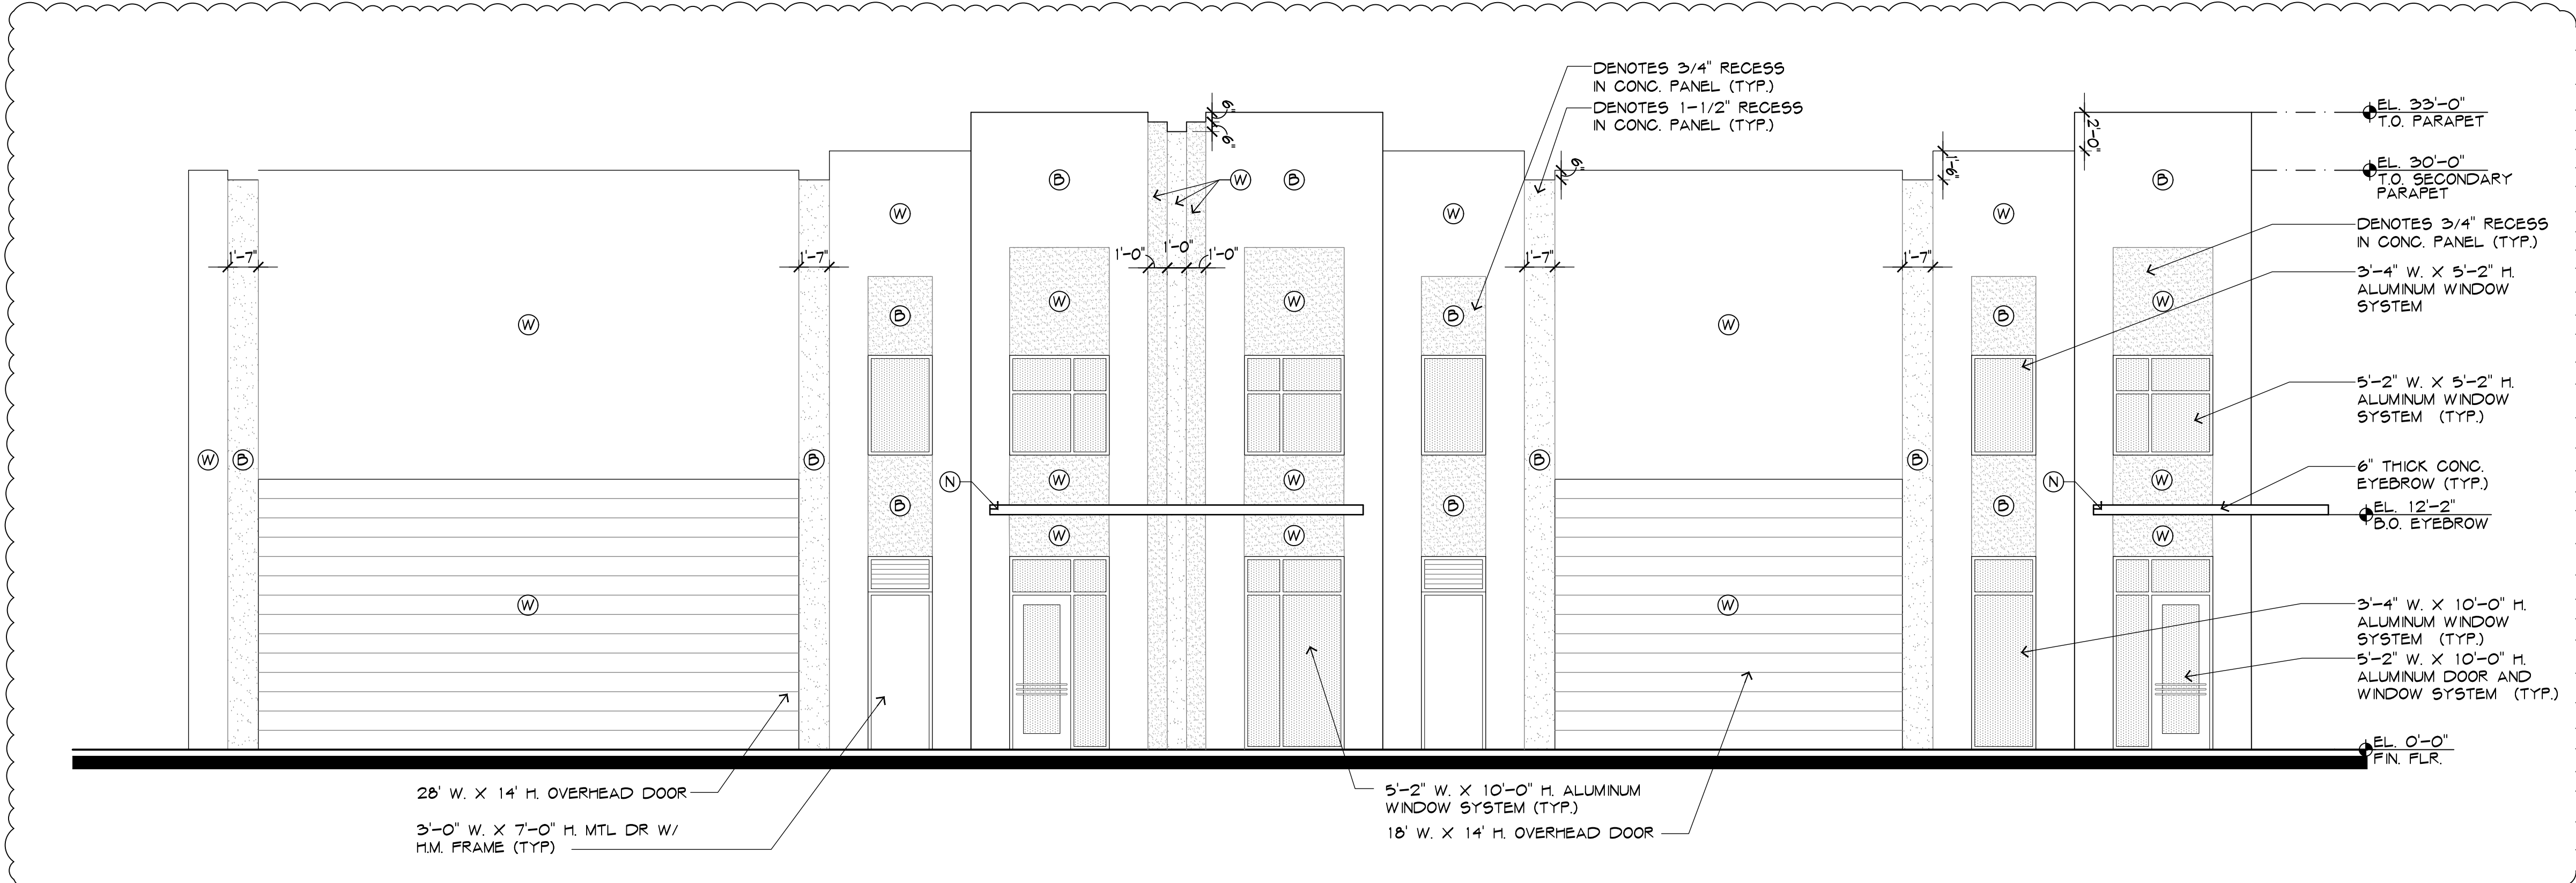 DENOTES 3/4" RECESS
IN CONC. PANEL (TYP.)
DENOTES 1-1/2" RECESS
IN CONC. PANEL (TYP.)
6"
6"
6"
1'-6"
2'-0"
EL. 33'-0"
T.O. PARAPET
EL. 30'-0"
T.O. SECONDARY
PARAPET
B
B
W
B
W
W
W
DENOTES 3/4" RECESS
IN CONC. PANEL (TYP.)
1'-7"
1'-7"
1'-0"
1'-0"
1'-0"
1'-7"
1'-7"
3'-4" W. X 5'-2" H.
ALUMINUM WINDOW
SYSTEM
W
B
W
W
B
W
B
W
5'-2" W. X 5'-2" H.
ALUMINUM WINDOW
SYSTEM (TYP.)
W
B
B
B
B
N
W
W
N
W
6" THICK CONC.
EYEBROW (TYP.)
B
B
B
EL. 12'-2"
B.O. EYEBROW
W
W
W
W
W
3'-4" W. X 10'-0" H.
ALUMINUM WINDOW
SYSTEM (TYP.)
5'-2" W. X 10'-0" H.
ALUMINUM DOOR AND
WINDOW SYSTEM (TYP.)
EL. 0'-0"
FIN. FLR.
28' W. X 14' H. OVERHEAD DOOR
3'-0" W. X 7'-0" H. MTL DR W/
H.M. FRAME (TYP)
5'-2" W. X 10'-0" H. ALUMINUM
WINDOW SYSTEM (TYP.)
18' W. X 14' H. OVERHEAD DOOR